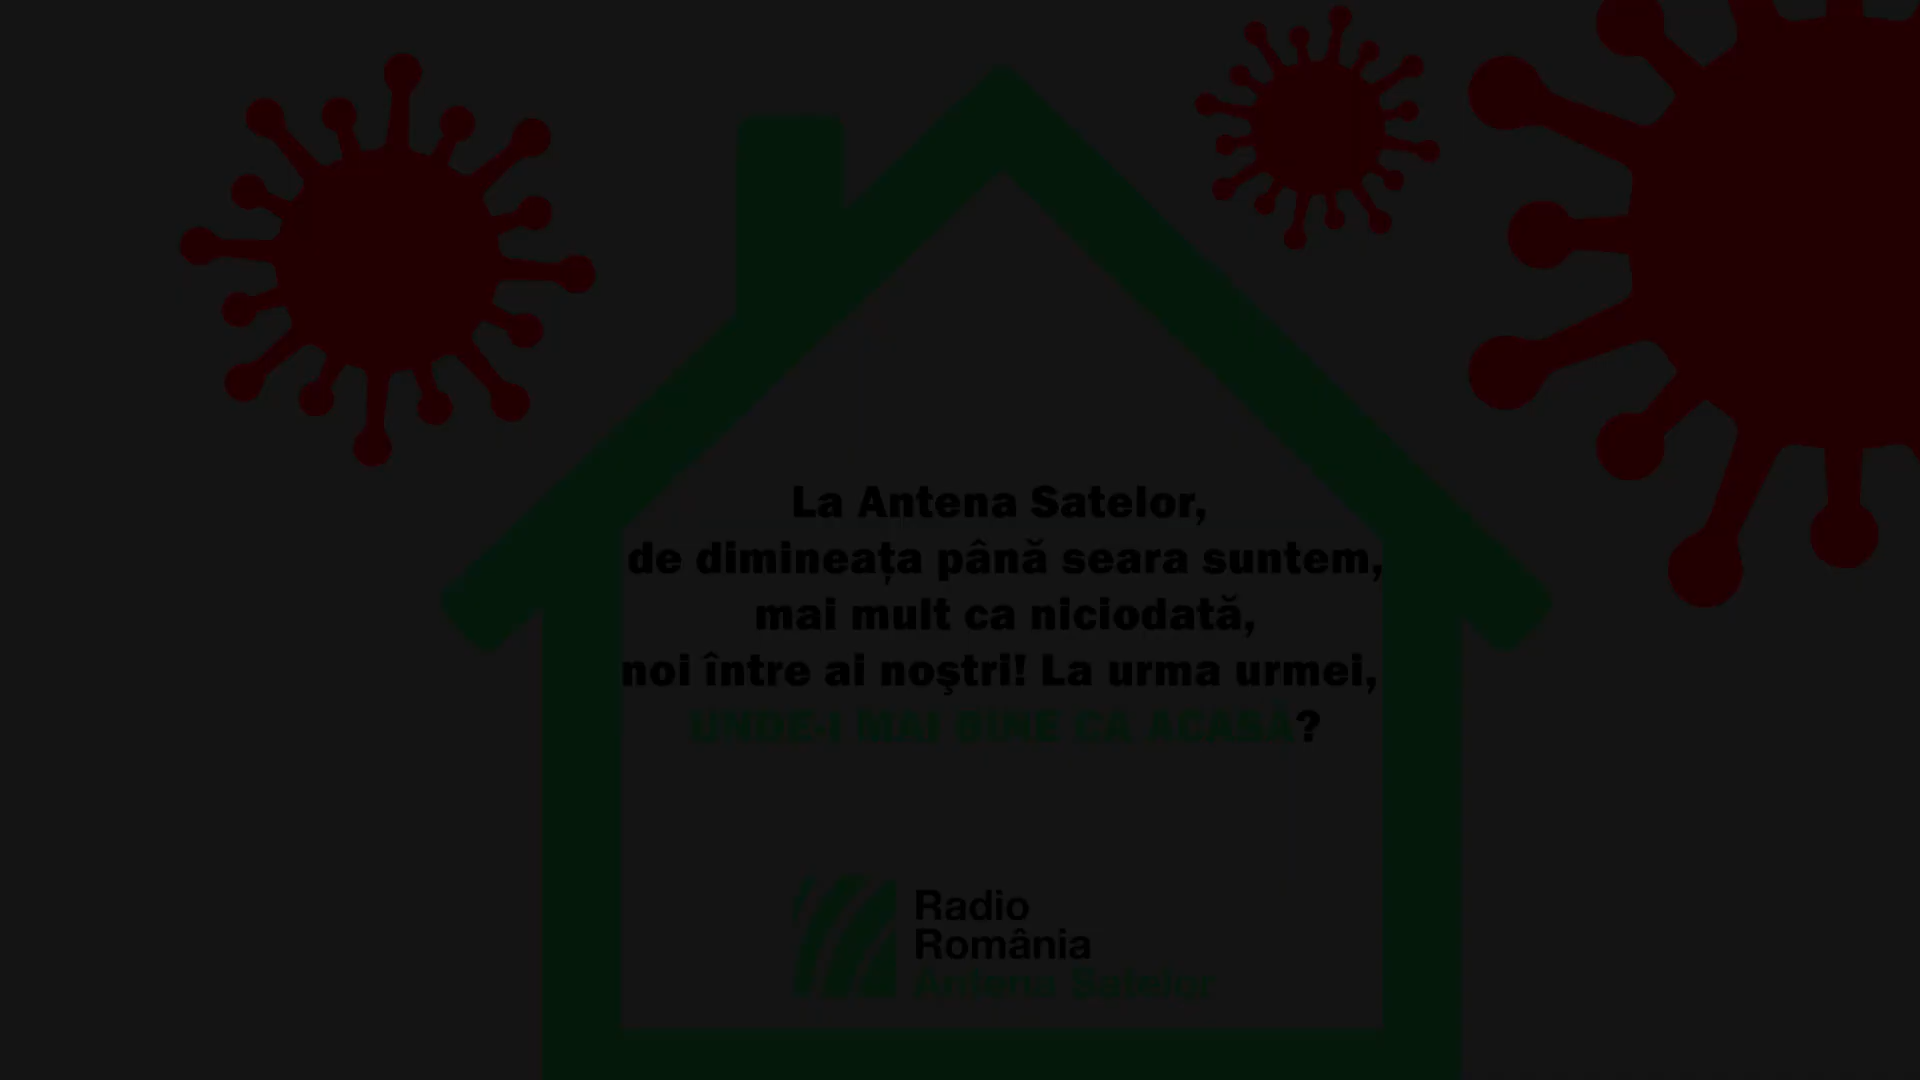 La Antena Satelor,
de dimineața până seara suntem,
mai mult ca niciodată,
noi între ai noştri! La urma urmei,
UNDE-I MAI BINE CA ACASĂ?
Radio
România
Antena Satelor